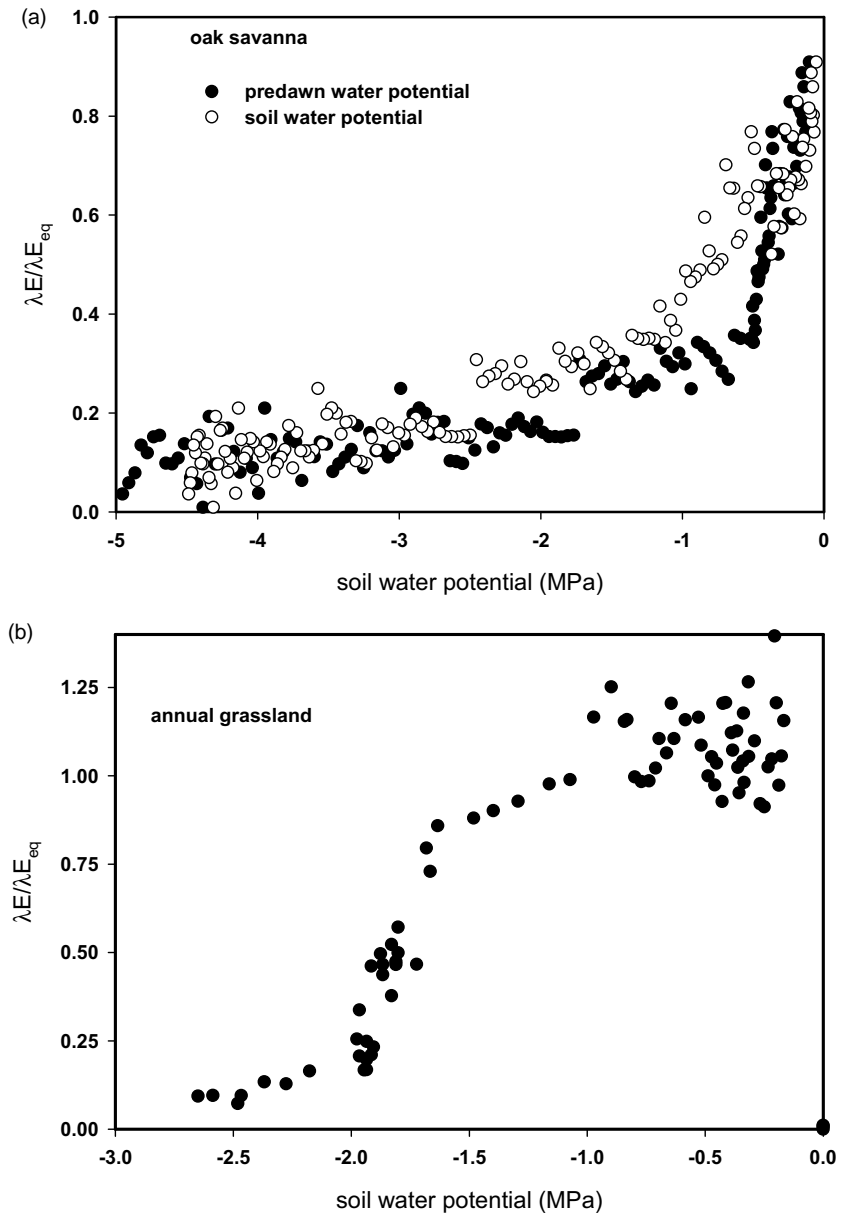 (a)
1.0
oak savanna
predawn water potential
soil water potential
0.8
0.6
λE/λE_eq
0.4
0.2
0.0
-5 -4 -3 -2 -1 0
soil water potential (MPa)
(b)
1.25
annual grassland
1.00
0.75
λE/λE_eq
0.50
0.25
0.00
-3.0 -2.5 -2.0 -1.5 -1.0 -0.5 0.0
soil water potential (MPa)